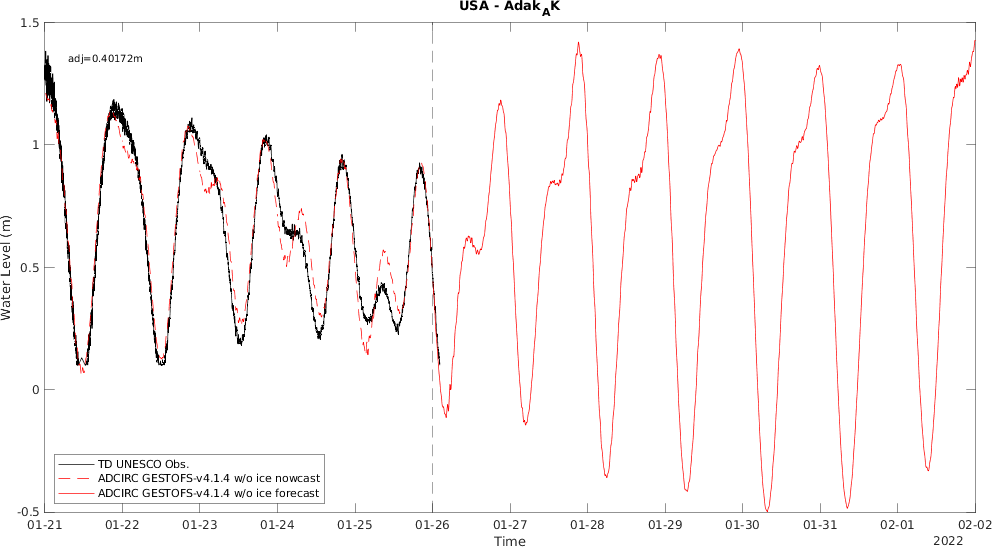 USA - Adak_AK
1.5
adj=0.40172m
1
0.5
0
-0.5
Water Level (m)
TD UNESCO Obs.
ADCIRC GESTOFS-v4.1.4 w/o ice nowcast
ADCIRC GESTOFS-v4.1.4 w/o ice forecast
01-21 01-22 01-23 01-24 01-25 01-26 01-27 01-28 01-29 01-30 01-31 02-01 02-02
Time
2022